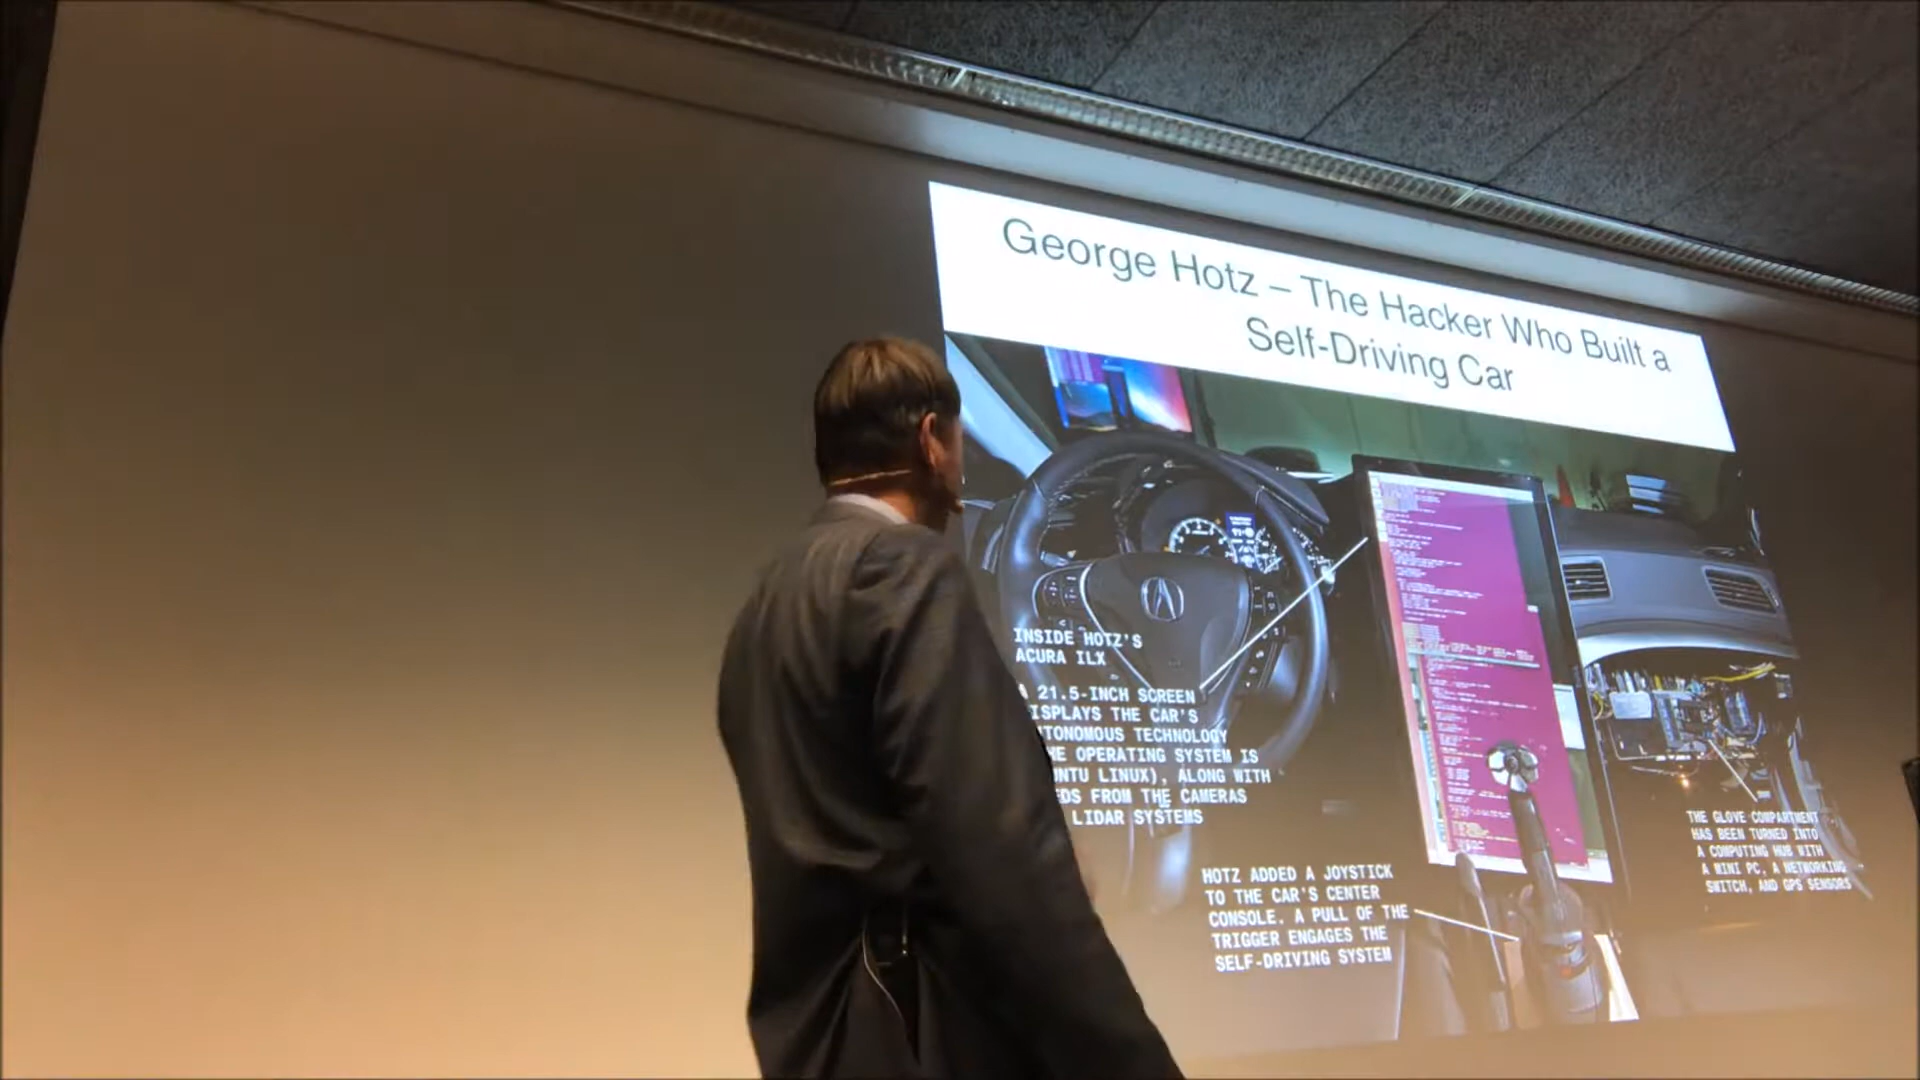 George Hotz – The Hacker Who Built a
Self-Driving Car
INSIDE HOTZ'S
ACURA ILX
A 21.5-INCH SCREEN
ISPLAYS THE CAR'S
TONOMOUS TECHNOLOGY
HE OPERATING SYSTEM IS
UNTU LINUX), ALONG WITH
EDS FROM THE CAMERAS
LIDAR SYSTEMS
HOTZ ADDED A JOYSTICK
TO THE CAR'S CENTER
CONSOLE. A PULL OF THE
TRIGGER ENGAGES THE
SELF-DRIVING SYSTEM
THE GLOVE COMPARTMENT
HAS BEEN TURNED INTO
A COMPUTING HUB WITH
A MINI PC, A NETWORKING
SWITCH, AND GPS SENSORS